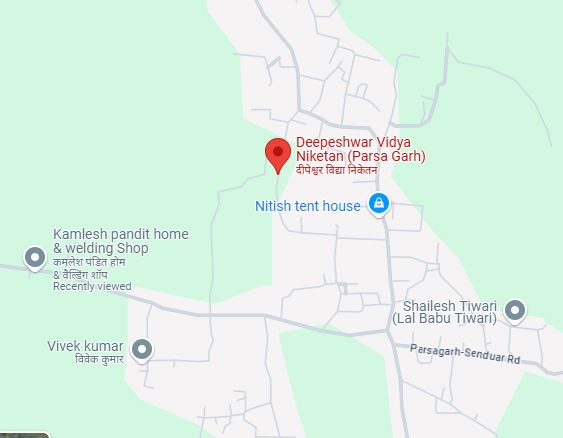 Deepeshwar Vidya
Niketan (Parsa Garh)
दीपेश्वर विद्या निकेतन
Nitish tent house
Kamlesh pandit home
& welding Shop
कमलेश पंडित होम
& वैल्डिंग शॉप
Recently viewed
Shailesh Tiwari
(Lal Babu Tiwari)
Vivek kumar
विवेक कुमार
Parsagarh-Senduar Rd